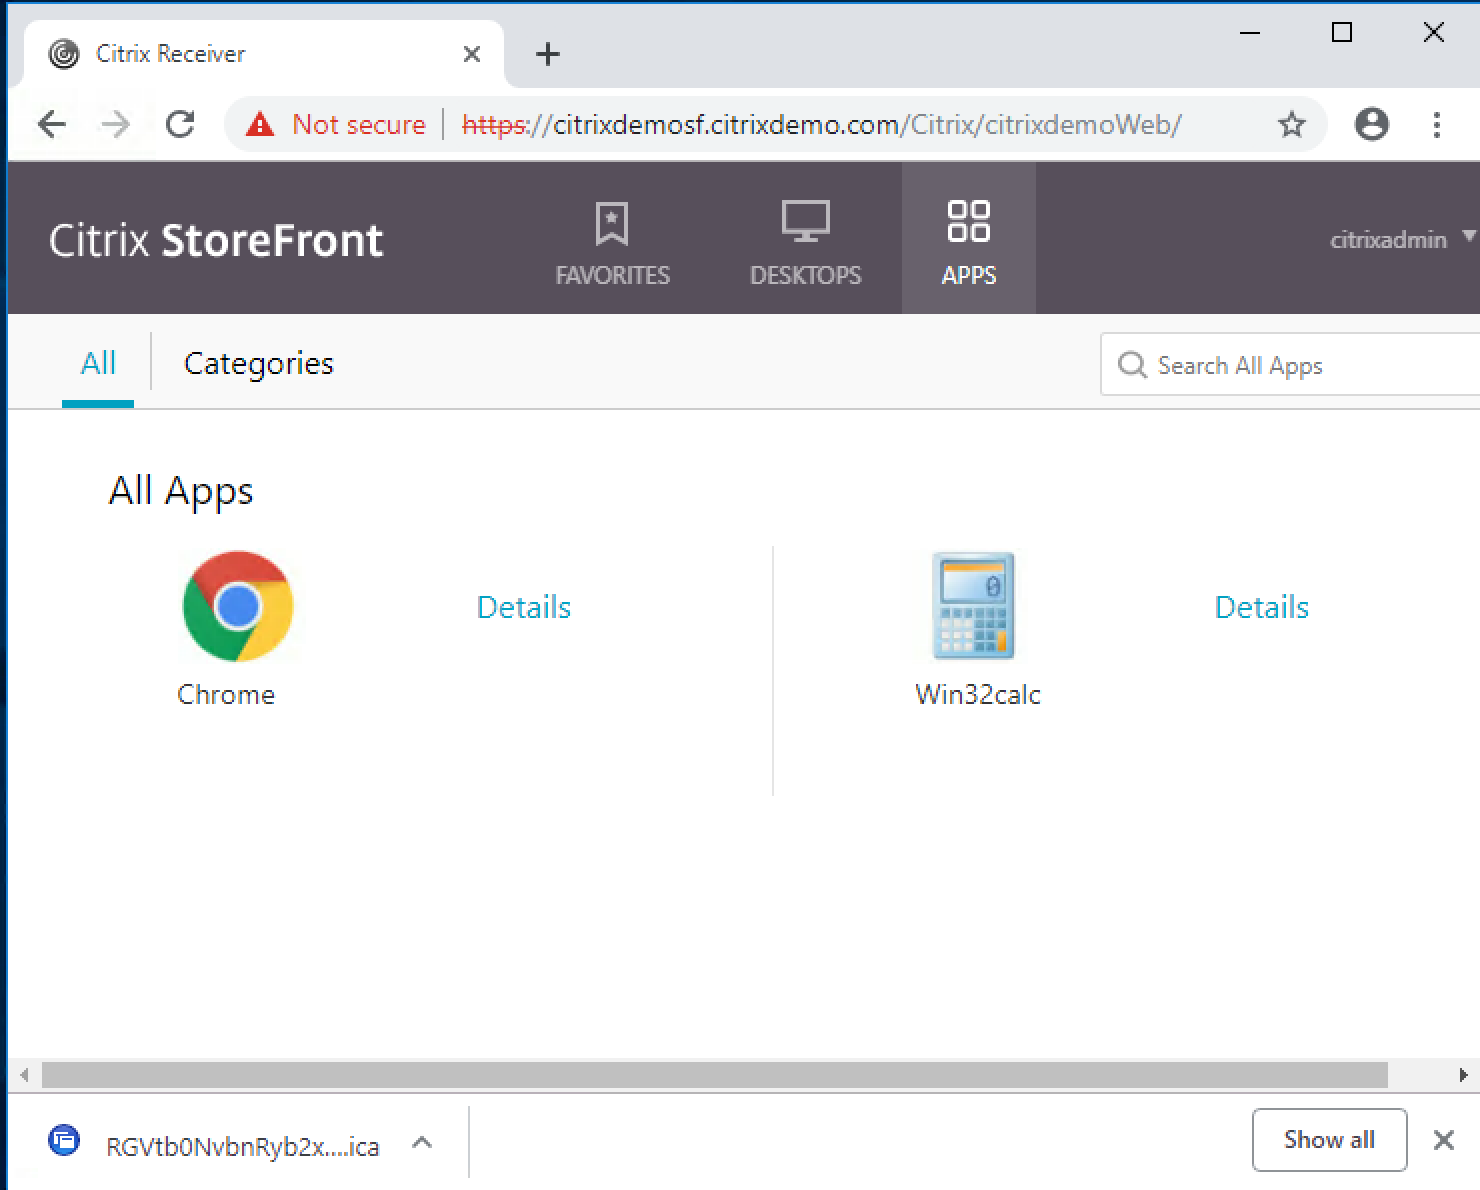 Citrix Receiver
Not secure https://citrixdemosf.citrixdemo.com/Citrix/citrixdemoWeb/
Citrix StoreFront
FAVORITES
DESKTOPS
APPS
citrixadmin
All
Categories
Search All Apps
All Apps
Details
Chrome
0
Details
Win32calc
RGVtb0NvbnRyb2x....ica
Show all